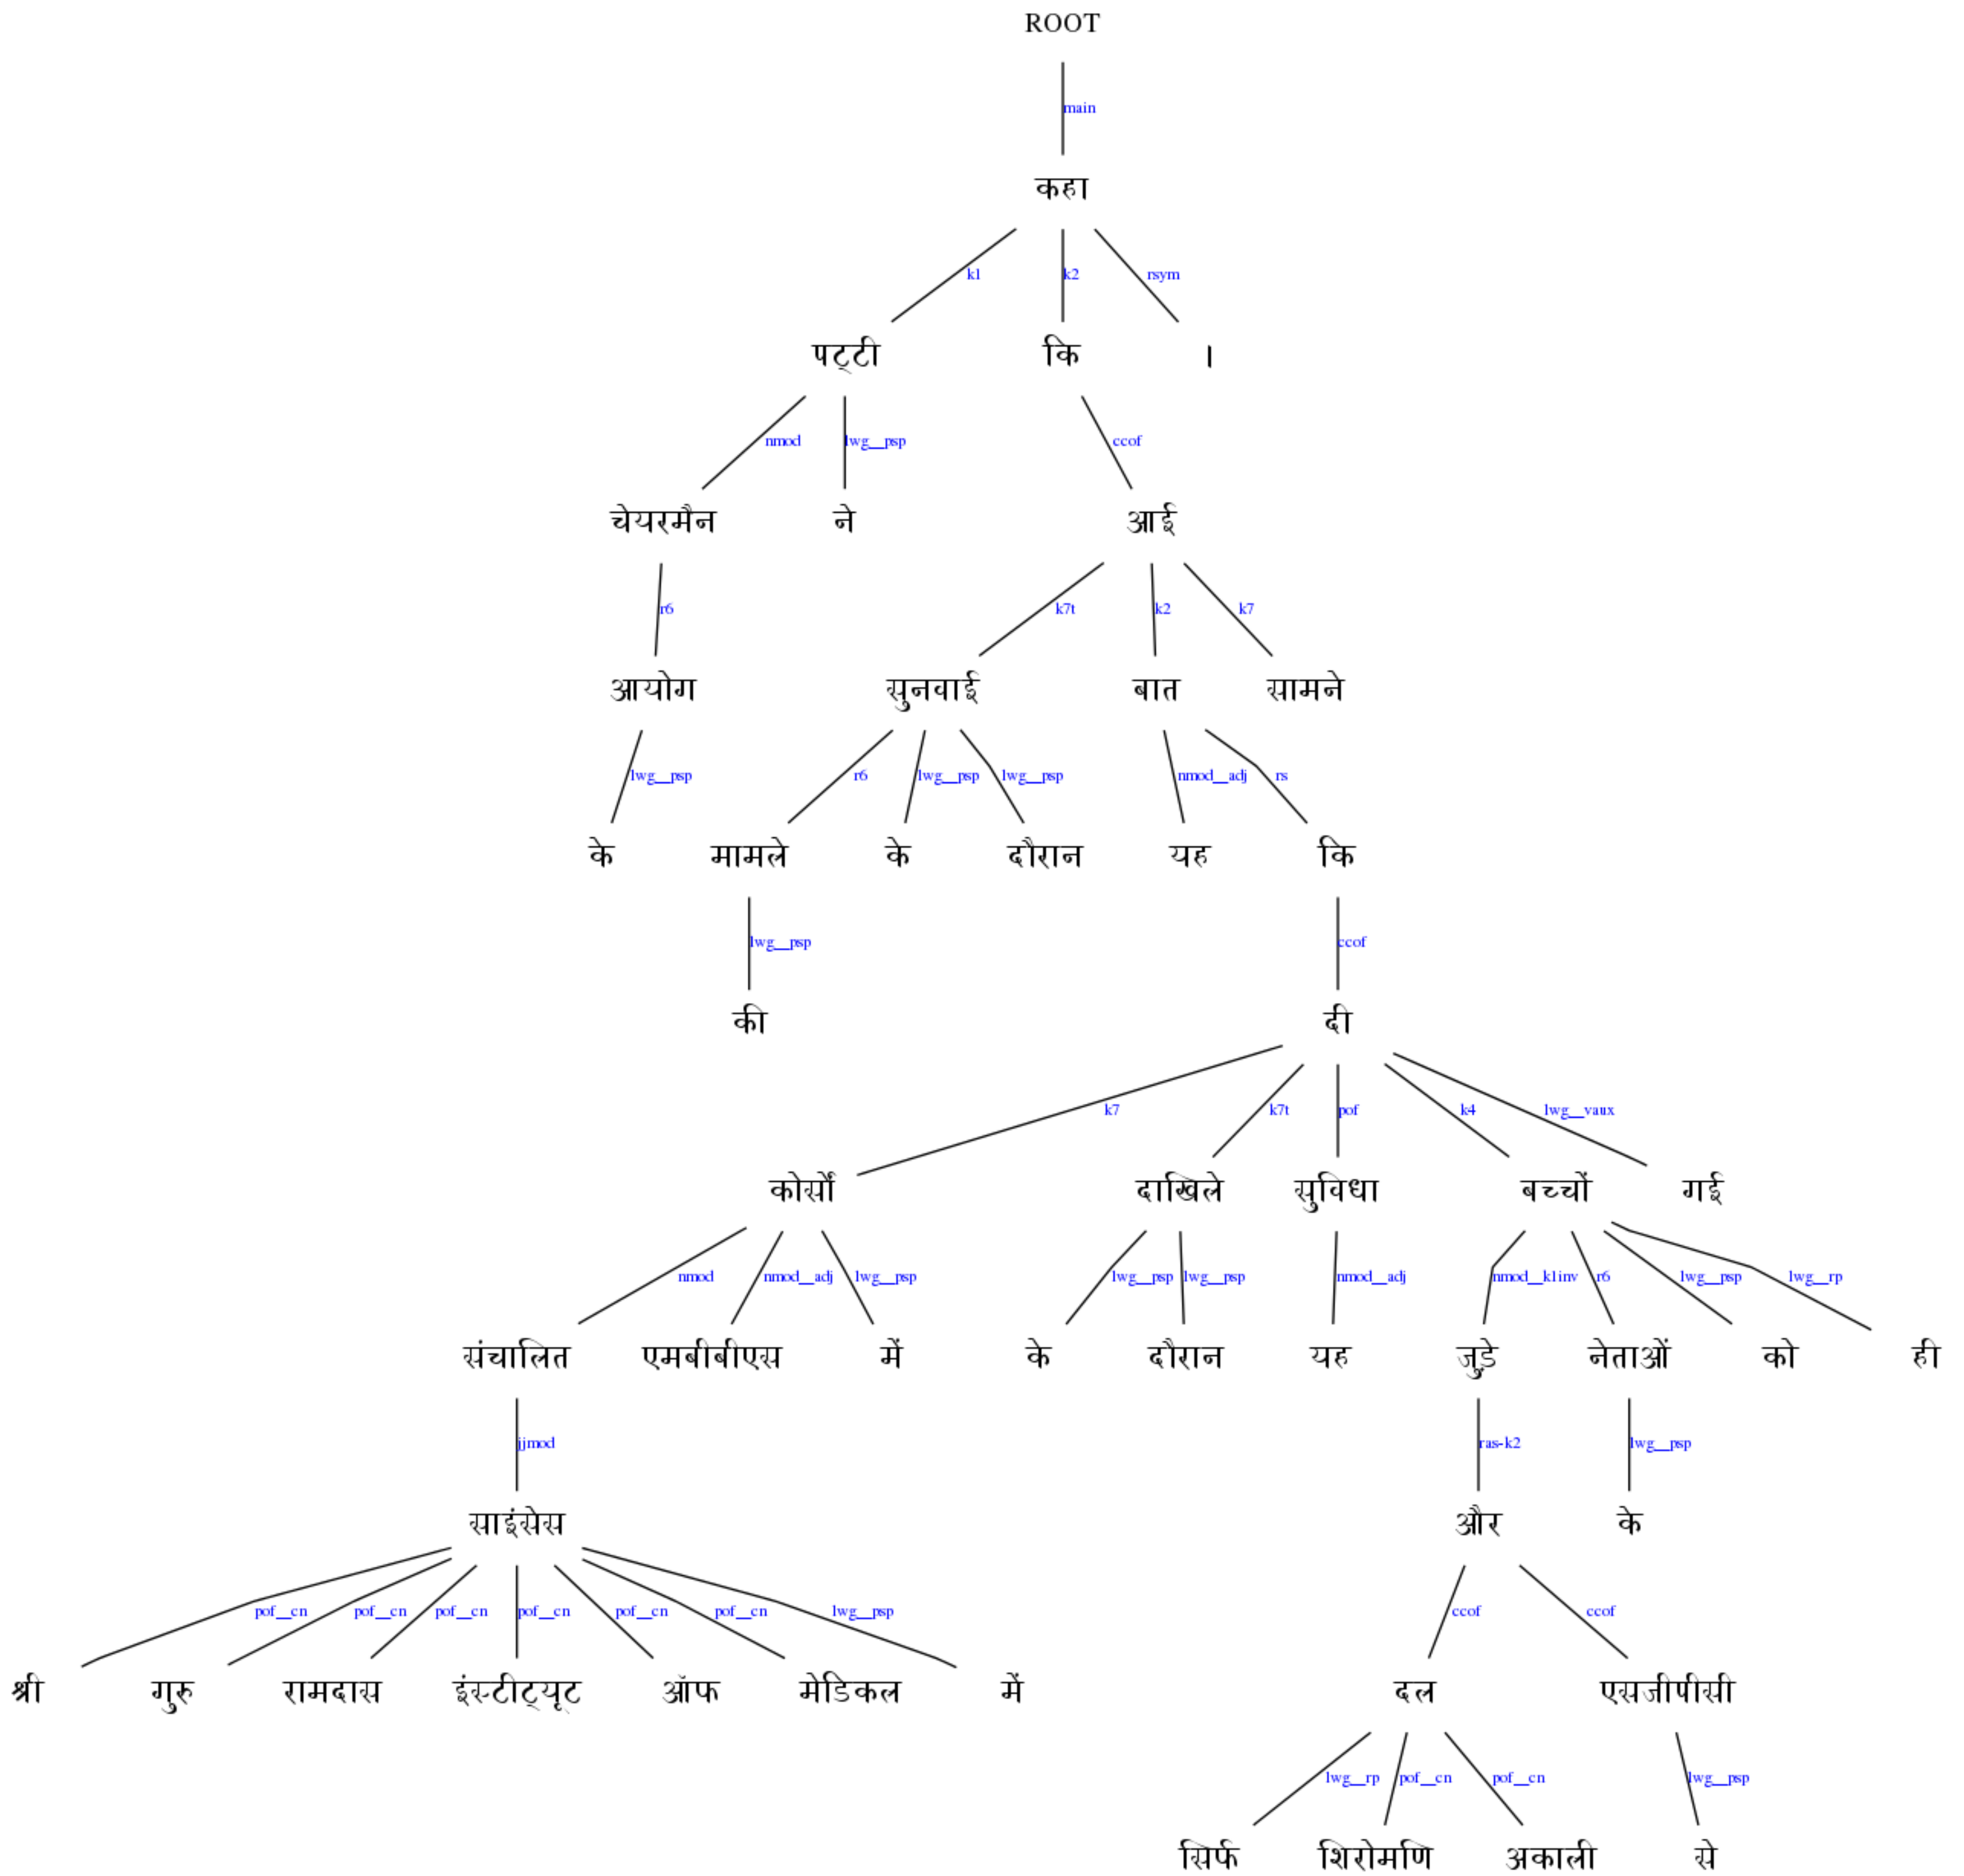 ROOT
main
कहा
k1 k2 rsym
पट्टी कि ।
nmod lwg__psp ccof
चेयरमैन ने आई
r6 k7t k2 k7
आयोग सुनवाई बात सामने
lwg__psp r6 lwg__psp lwg__psp nmod__adj rs
के मामले के दौरान यह कि
lwg__psp ccof
की दी
k7 k7t pof k4 lwg__vaux
कोर्सों दाखिले सुविधा बच्चों गई
nmod nmod__adj lwg__psp lwg__psp lwg__psp nmod__adj nmod__k1inv r6 lwg__psp lwg__rp
संचालित एमबीबीएस में के दौरान यह जुड़े नेताओं को ही
jjmod ras-k2 lwg__psp
साइंसेस और के
pof__cn pof__cn pof__cn pof__cn pof__cn pof__cn lwg__psp ccof ccof
श्री गुरु रामदास इंस्टीट्यूट ऑफ मेडिकल में दल एसजीपीसी
lwg__rp pof__cn pof__cn lwg__psp
सिर्फ शिरोमणि अकाली से